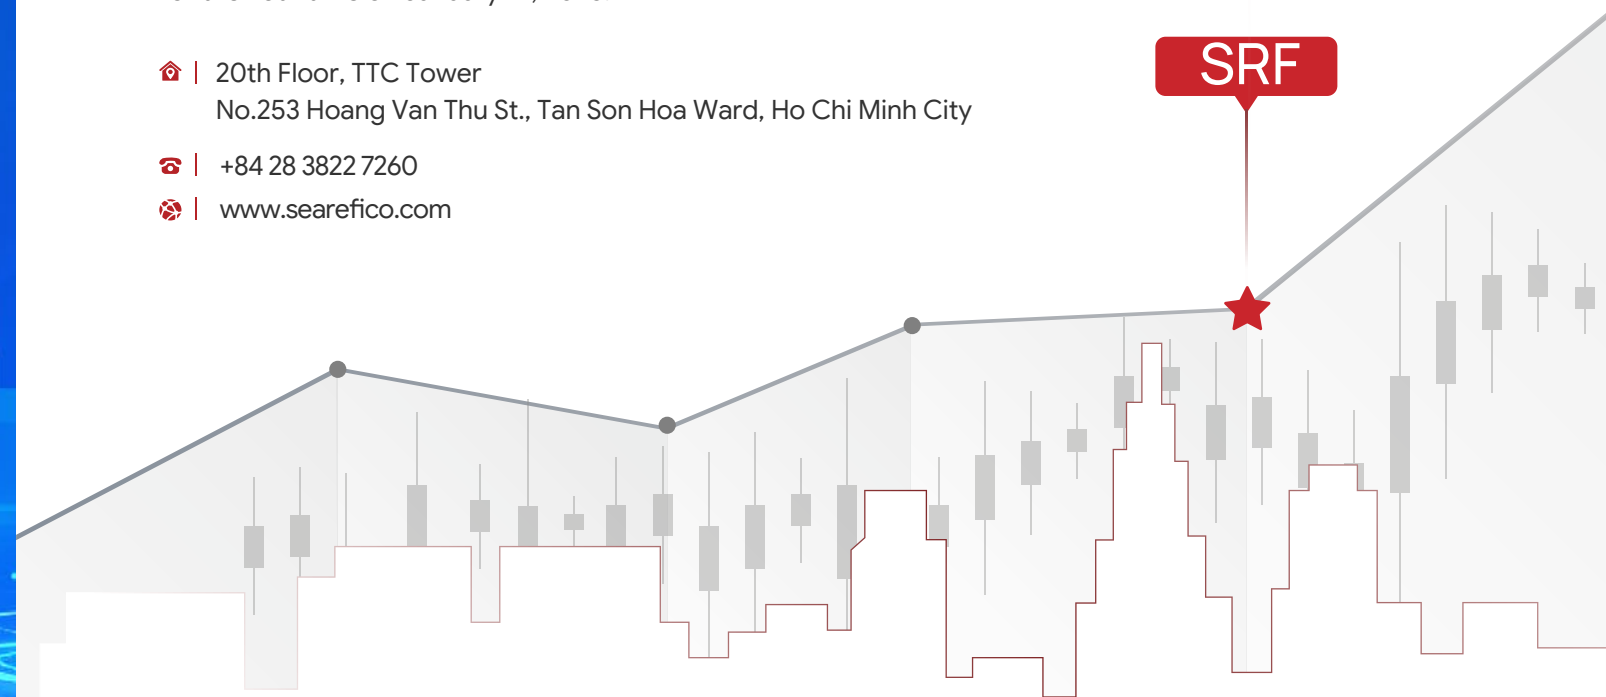 20th Floor, TTC Tower
No.253 Hoang Van Thu St., Tan Son Hoa Ward, Ho Chi Minh City
+84 28 3822 7260
www.searefico.com
SRF